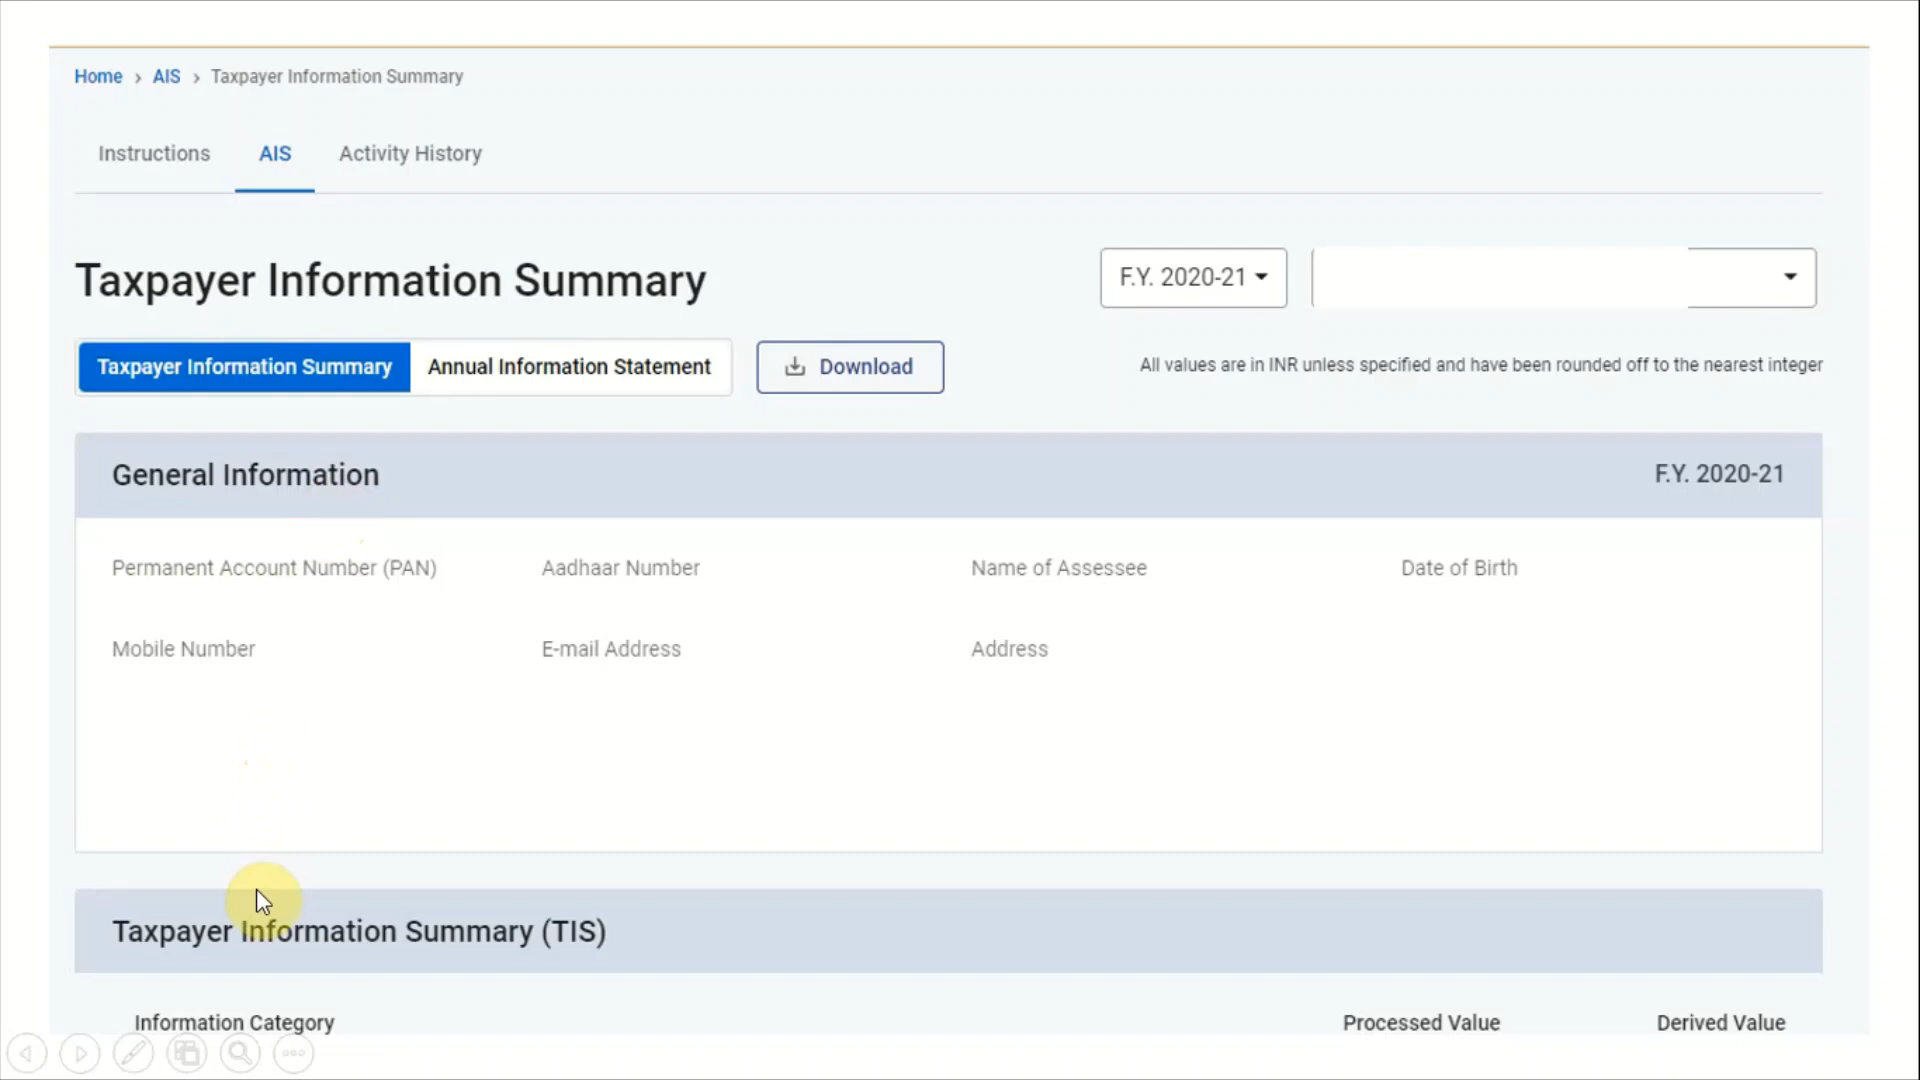 Home › AIS › Taxpayer Information Summary
Instructions AIS Activity History
Taxpayer Information Summary F.Y. 2020-21
Taxpayer Information Summary Annual Information Statement Download All values are in INR unless specified and have been rounded off to the nearest integer
General Information F.Y. 2020-21
Permanent Account Number (PAN) Aadhaar Number Name of Assessee Date of Birth
Mobile Number E-mail Address Address
Taxpayer Information Summary (TIS)
Information Category Processed Value Derived Value